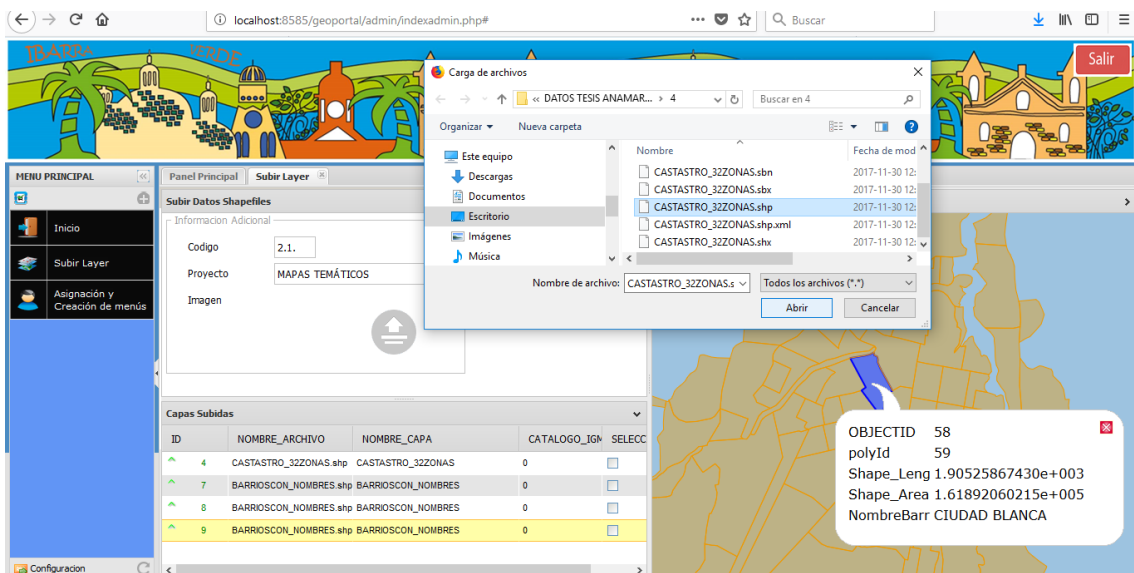 localhost:8585/geoportal/admin/indexadmin.php#
Buscar
IBARRA VERDE
Salir
Carga de archivos
« DATOS TESIS ANAMAR... > 4
Buscar en 4
Organizar
Nueva carpeta
Este equipo
Descargas
Documentos
Escritorio
Imágenes
Música
Nombre
Fecha de mod
CASTASTRO_32ZONAS.sbn 2017-11-30 12:
CASTASTRO_32ZONAS.sbx 2017-11-30 12:
CASTASTRO_32ZONAS.shp 2017-11-30 12:
CASTASTRO_32ZONAS.shp.xml 2017-11-30 12:
CASTASTRO_32ZONAS.shx 2017-11-30 12:
Nombre de archivo: CASTASTRO_32ZONAS.s Todos los archivos (*.*)
Abrir Cancelar
MENU PRINCIPAL
Inicio
Subir Layer
Asignación y
Creación de menús
Configuracion
Panel Principal Subir Layer
Subir Datos Shapefiles
Informacion Adicional
Codigo 2.1.
Proyecto MAPAS TEMÁTICOS
Imagen
Capas Subidas
ID NOMBRE_ARCHIVO NOMBRE_CAPA CATALOGO_IGM SELECC
4 CASTASTRO_32ZONAS.shp CASTASTRO_32ZONAS 0
7 BARRIOSCON_NOMBRES.shp BARRIOSCON_NOMBRES 0
8 BARRIOSCON_NOMBRES.shp BARRIOSCON_NOMBRES 0
9 BARRIOSCON_NOMBRES.shp BARRIOSCON_NOMBRES 0
OBJECTID 58
polyId 59
Shape_Leng 1.90525867430e+003
Shape_Area 1.61892060215e+005
NombreBarr CIUDAD BLANCA